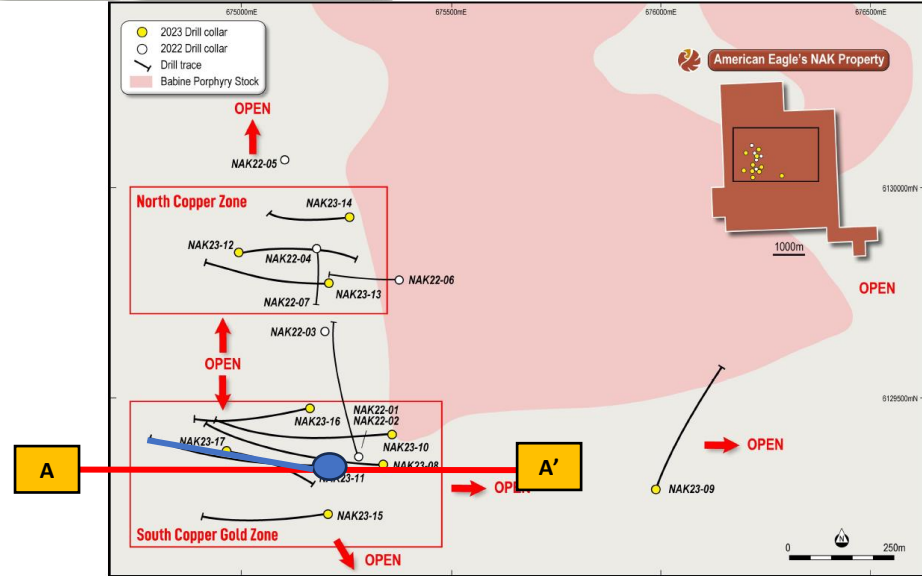 675000mE
675500mE
676000mE
676500mE
2023 Drill collar
2022 Drill collar
Drill trace
Babine Porphyry Stock
American Eagle's NAK Property
OPEN
NAK22-05
6130000mN
North Copper Zone
NAK23-14
NAK23-12
NAK22-04
1000m
NAK22-06
NAK23-13
OPEN
NAK22-07
NAK22-03
OPEN
6129500mN
NAK22-01
NAK22-02
NAK23-16
NAK23-10
NAK23-17
OPEN
A
NAK23-08
A'
-11
OPEN
NAK23-09
NAK23-15
South Copper Gold Zone
OPEN
N
0
250m